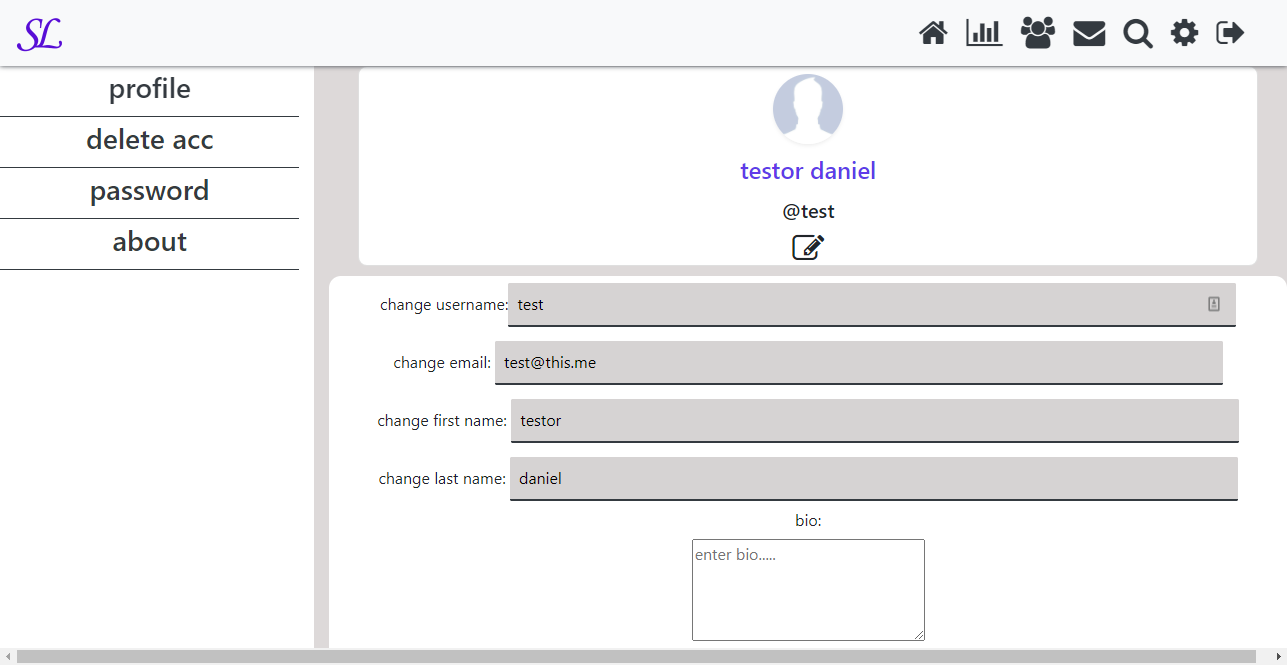 SL
profile
delete acc
password
about
testor daniel
@test
change username: test
change email: test@this.me
change first name: testor
change last name: daniel
bio:
enter bio.....